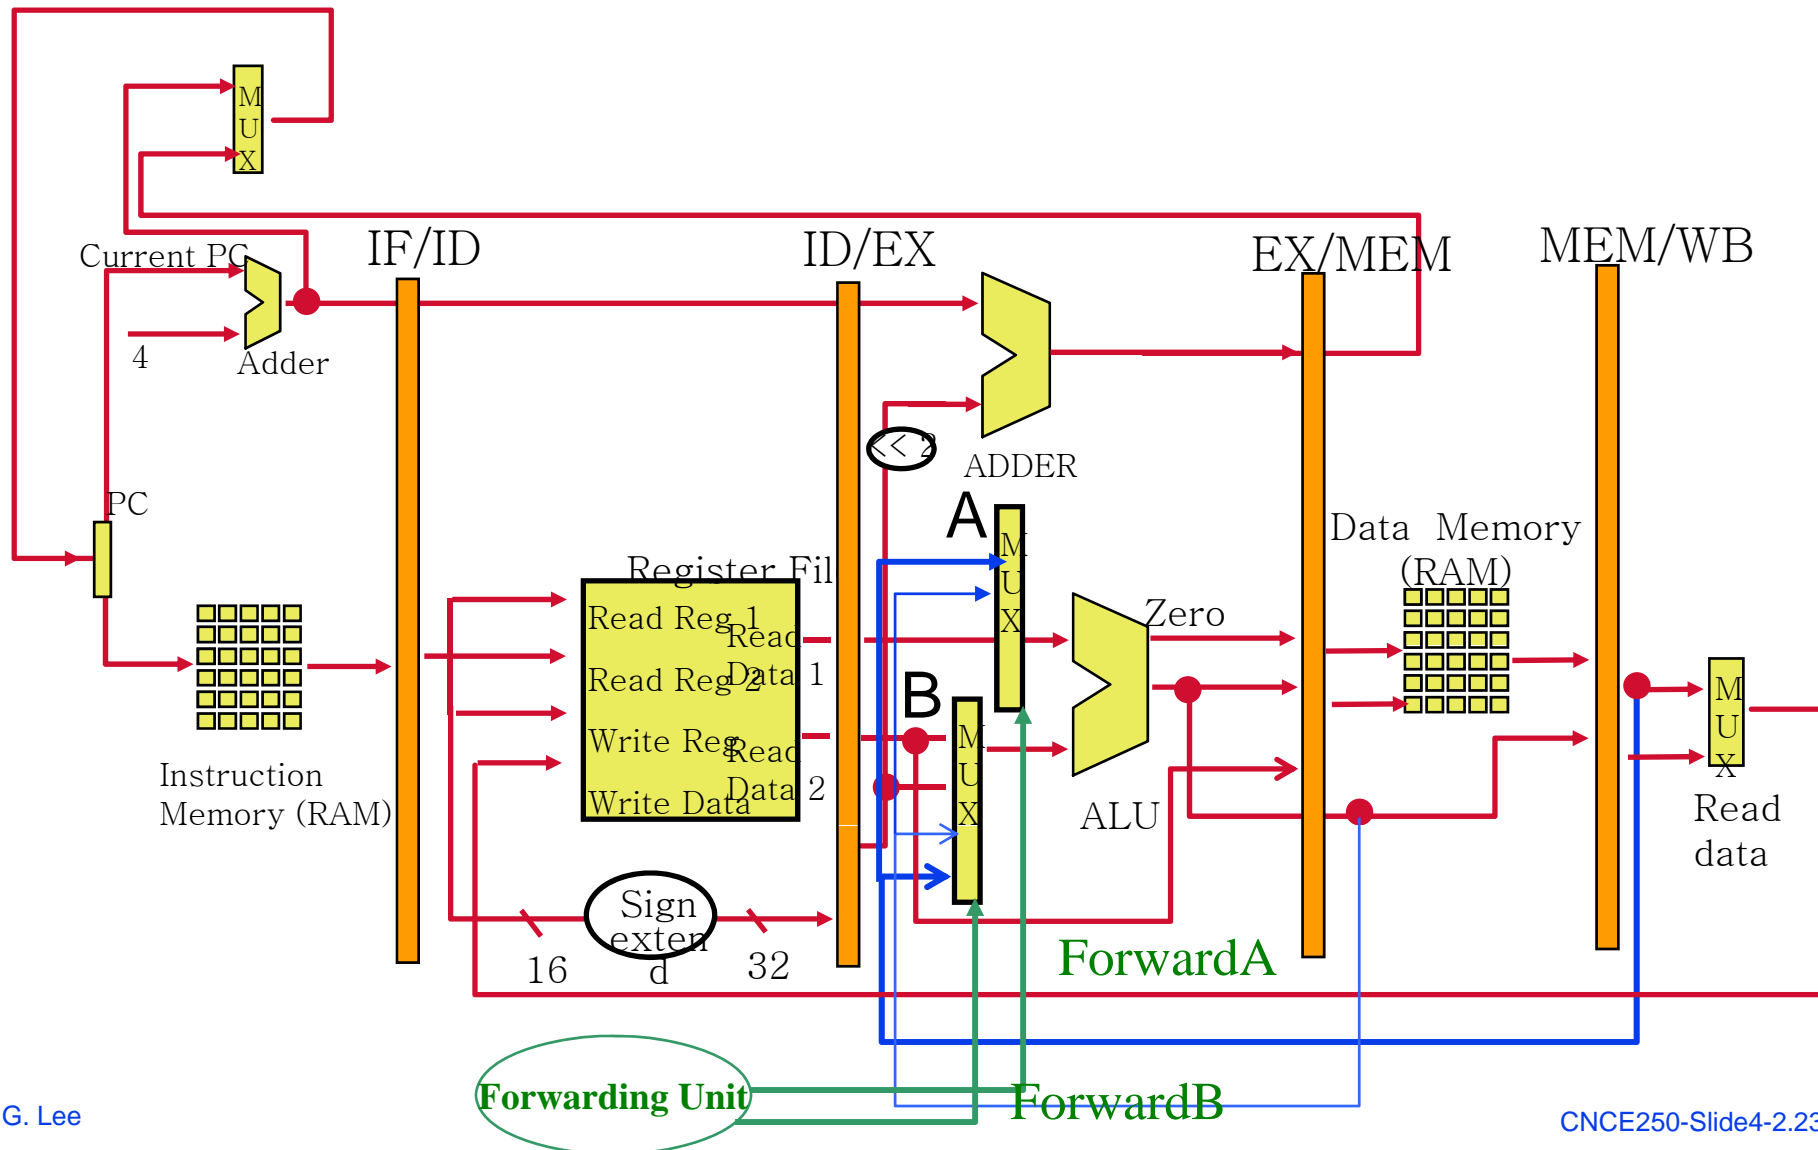 M
U
X
IF/ID
ID/EX
EX/MEM
MEM/WB
Current PC
4
Adder
<< 2
ADDER
PC
A
M
U
X
Data Memory
(RAM)
Register Fil
Read Reg 1
Read
Data 1
Read Reg 2
Write Reg
Read
Data 2
Write Data
Zero
B
M
U
X
ALU
M
U
X
Read
data
Instruction
Memory (RAM)
Sign
exten
d
16
32
ForwardA
Forwarding Unit
ForwardB
G. Lee
CNCE250-Slide4-2.23